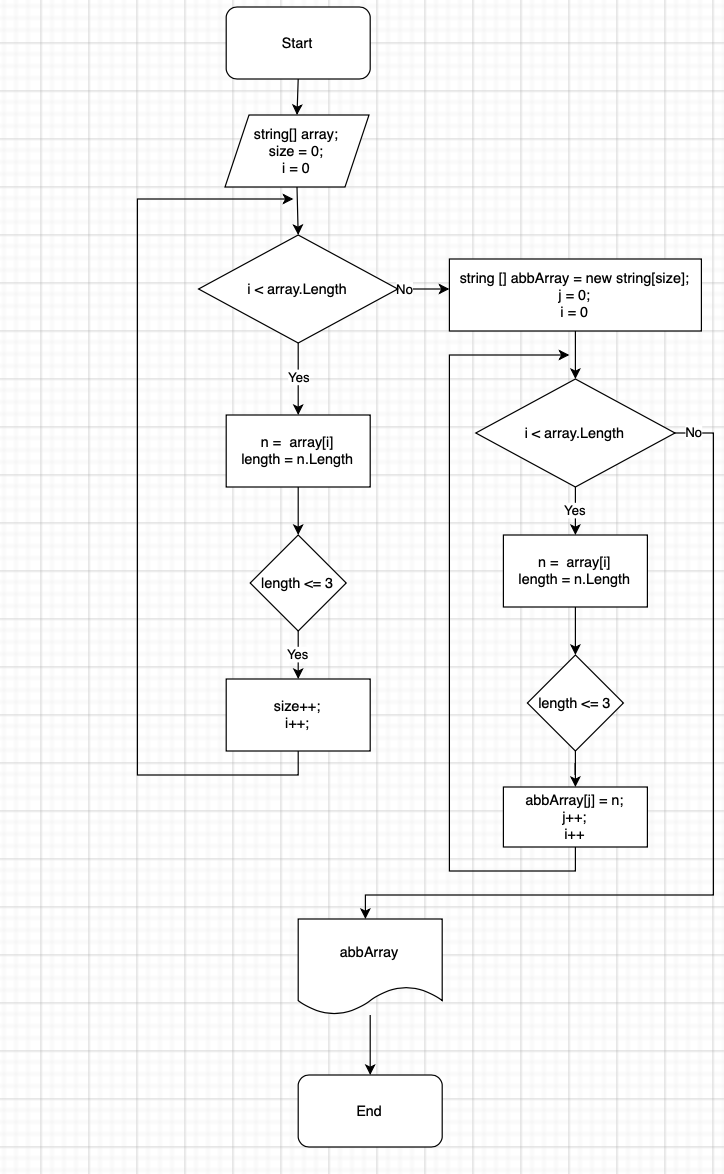 Start
string[] array;
size = 0;
i = 0
i < array.Length
No
string [] abbArray = new string[size];
j = 0;
i = 0
Yes
n =  array[i]
length = n.Length
length <= 3
Yes
size++;
i++;
i < array.Length
No
Yes
n =  array[i]
length = n.Length
length <= 3
abbArray[j] = n;
j++;
i++
abbArray
End